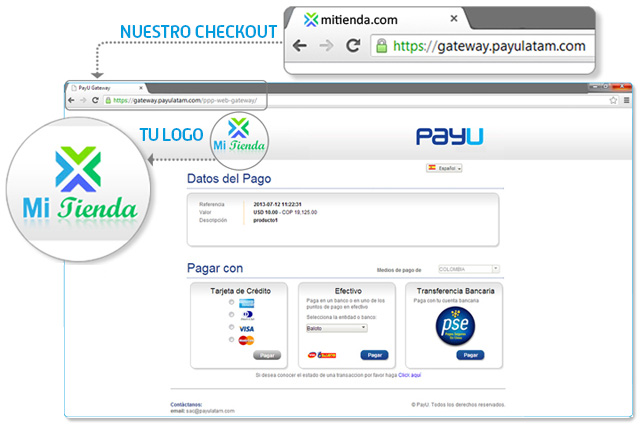 NUESTRO CHECKOUT
mitienda.com
https://gateway.payulatam.com
PayU Gateway
https://gateway.payulatam.com/ppp-web-gateway/
TU LOGO
Mi Tienda
Mi Tienda
PAYU
Español
Datos del Pago
Referencia 2013-07-12 11:22:31
Valor USD 10.00 - COP 19,125.00
Descripción producto1
Pagar con
Medios de pago de COLOMBIA
Tarjeta de Crédito
VISA
Pagar
Efectivo
Paga en un banco o en uno de los
puntos de pago en efectivo
Selecciona la entidad o banco:
Baloto
Pagar
Transferencia Bancaria
Paga con tu cuenta bancaria
pse
Pagar
Si desea conocer el estado de una transaccion por favor haga Click aquí
Contáctanos:
email: sac@payulatam.com
© PayU. Todos los derechos reservados.